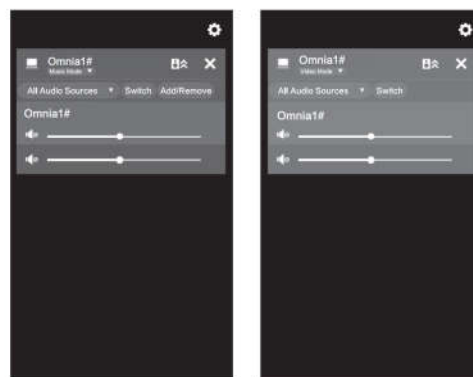 Omnia1#
Music Mode ▼
All Audio Sources ▼ Switch Add/Remove
Omnia1#
Omnia1#
Video Mode ▼
All Audio Sources ▼ Switch
Omnia1#